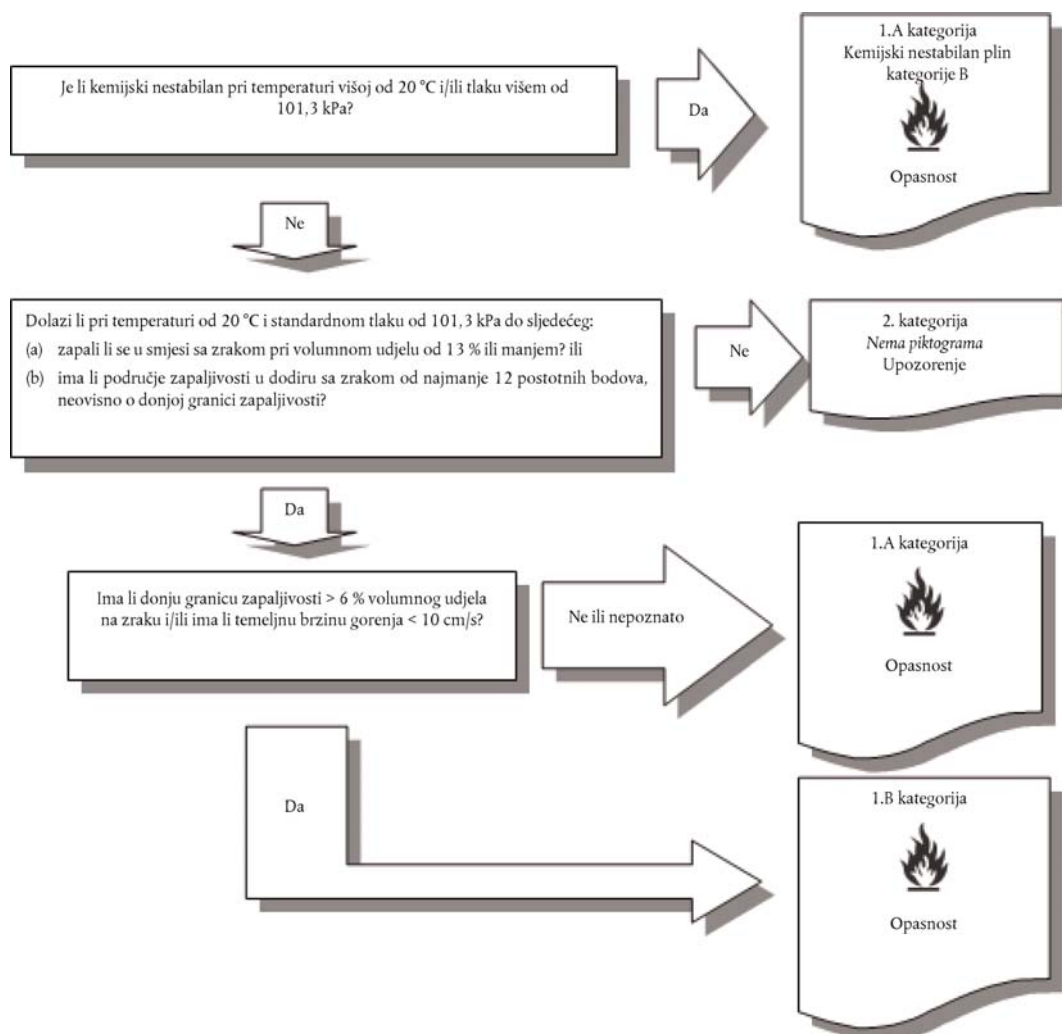 Je li kemijski nestabilan pri temperaturi višoj od 20 °C i/ili tlaku višem od
101,3 kPa?
Da
1.A kategorija
Kemijski nestabilan plin
kategorije B
Opasnost
Ne
Dolazi li pri temperaturi od 20 °C i standardnom tlaku od 101,3 kPa do sljedećeg:
(a) zapali li se u smjesi sa zrakom pri volumnom udjelu od 13 % ili manjem? ili
(b) ima li područje zapaljivosti u dodiru sa zrakom od najmanje 12 postotnih bodova,
neovisno o donjoj granici zapaljivosti?
Ne
2. kategorija
Nema piktograma
Upozorenje
Da
Ima li donju granicu zapaljivosti > 6 % volumnog udjela
na zraku i/ili ima li temeljnu brzinu gorenja < 10 cm/s?
Ne ili nepoznato
1.A kategorija
Opasnost
Da
1.B kategorija
Opasnost